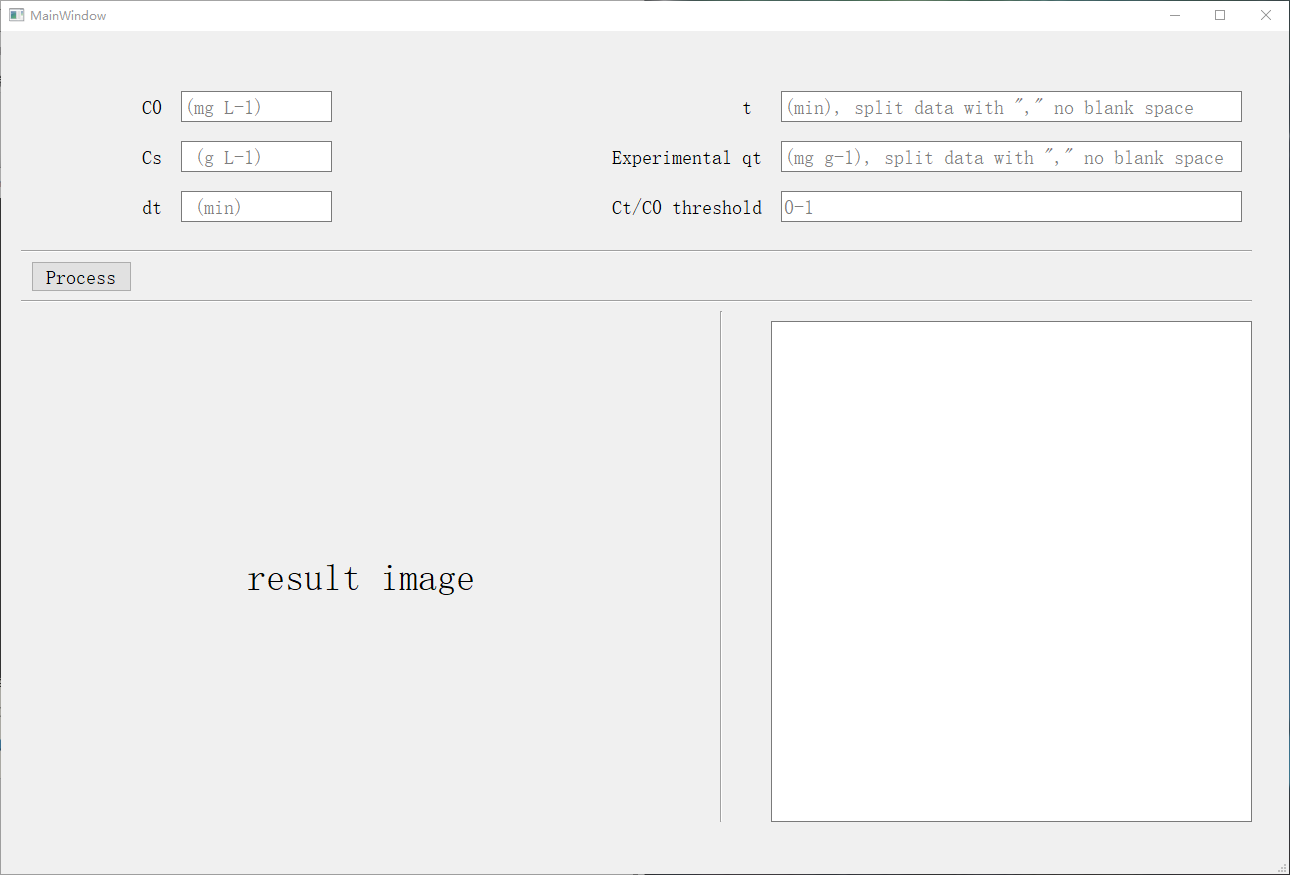 MainWindow
C0 (mg L-1)
t (min), split data with "," no blank space
Cs (g L-1)
Experimental qt (mg g-1), split data with "," no blank space
dt (min)
Ct/C0 threshold 0-1
Process
result image